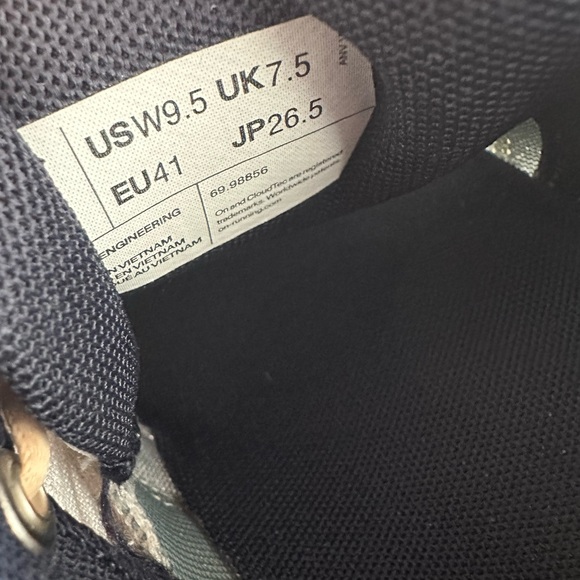 USW9.5 UK7.5
EU41 JP26.5
ENGINEERING
69.98856
VIETNAM
EN VIETNAM
AU VIETNAM
On and CloudTec are registered
trademarks. Worldwide patents.
on-running.com
ANV